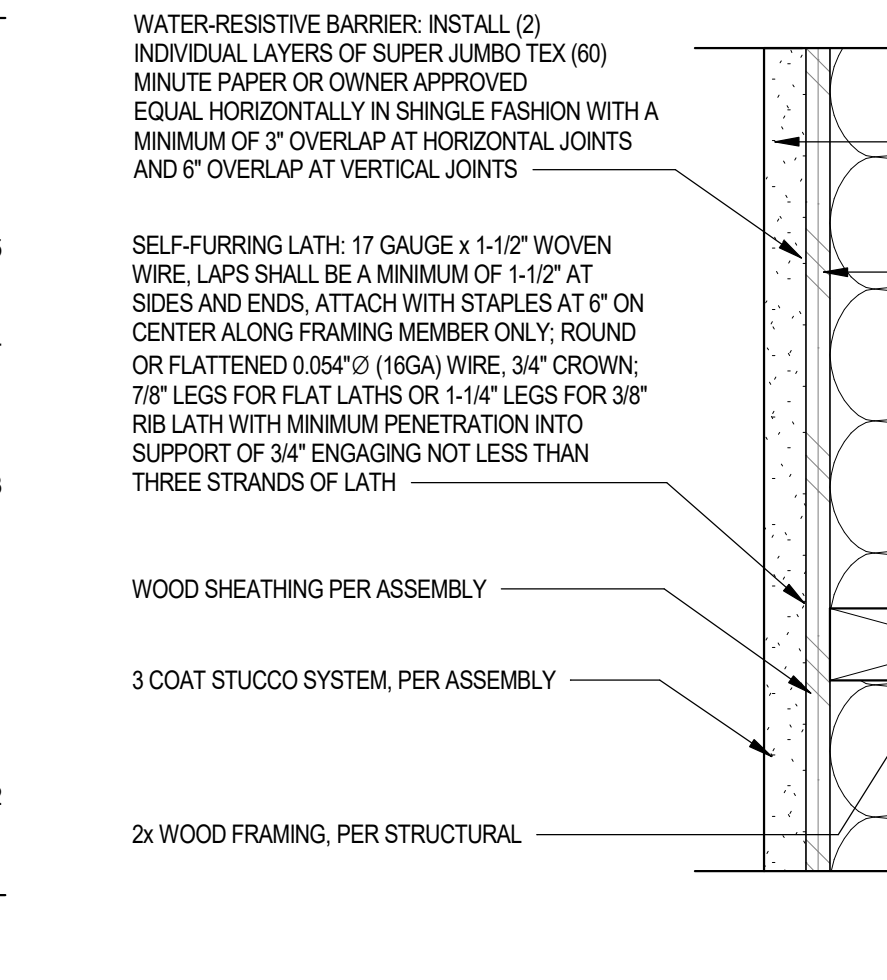 WATER-RESISTIVE BARRIER: INSTALL (2)
INDIVIDUAL LAYERS OF SUPER JUMBO TEX (60)
MINUTE PAPER OR OWNER APPROVED
EQUAL HORIZONTALLY IN SHINGLE FASHION WITH A
MINIMUM OF 3" OVERLAP AT HORIZONTAL JOINTS
AND 6" OVERLAP AT VERTICAL JOINTS
SELF-FURRING LATH: 17 GAUGE x 1-1/2" WOVEN
WIRE, LAPS SHALL BE A MINIMUM OF 1-1/2" AT
SIDES AND ENDS, ATTACH WITH STAPLES AT 6" ON
CENTER ALONG FRAMING MEMBER ONLY; ROUND
OR FLATTENED 0.054"∅ (16GA) WIRE, 3/4" CROWN;
7/8" LEGS FOR FLAT LATHS OR 1-1/4" LEGS FOR 3/8"
RIB LATH WITH MINIMUM PENETRATION INTO
SUPPORT OF 3/4" ENGAGING NOT LESS THAN
THREE STRANDS OF LATH
WOOD SHEATHING PER ASSEMBLY
3 COAT STUCCO SYSTEM, PER ASSEMBLY
2x WOOD FRAMING, PER STRUCTURAL